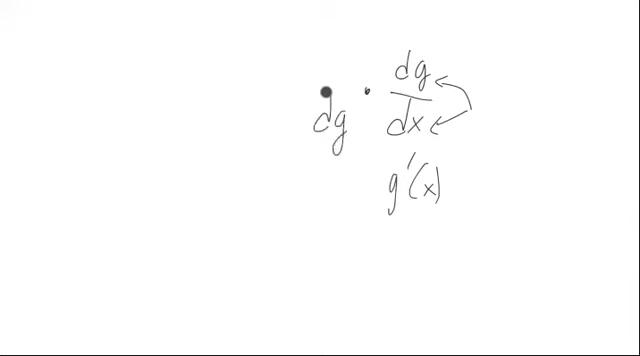 dg
dg · dx
g'(x)